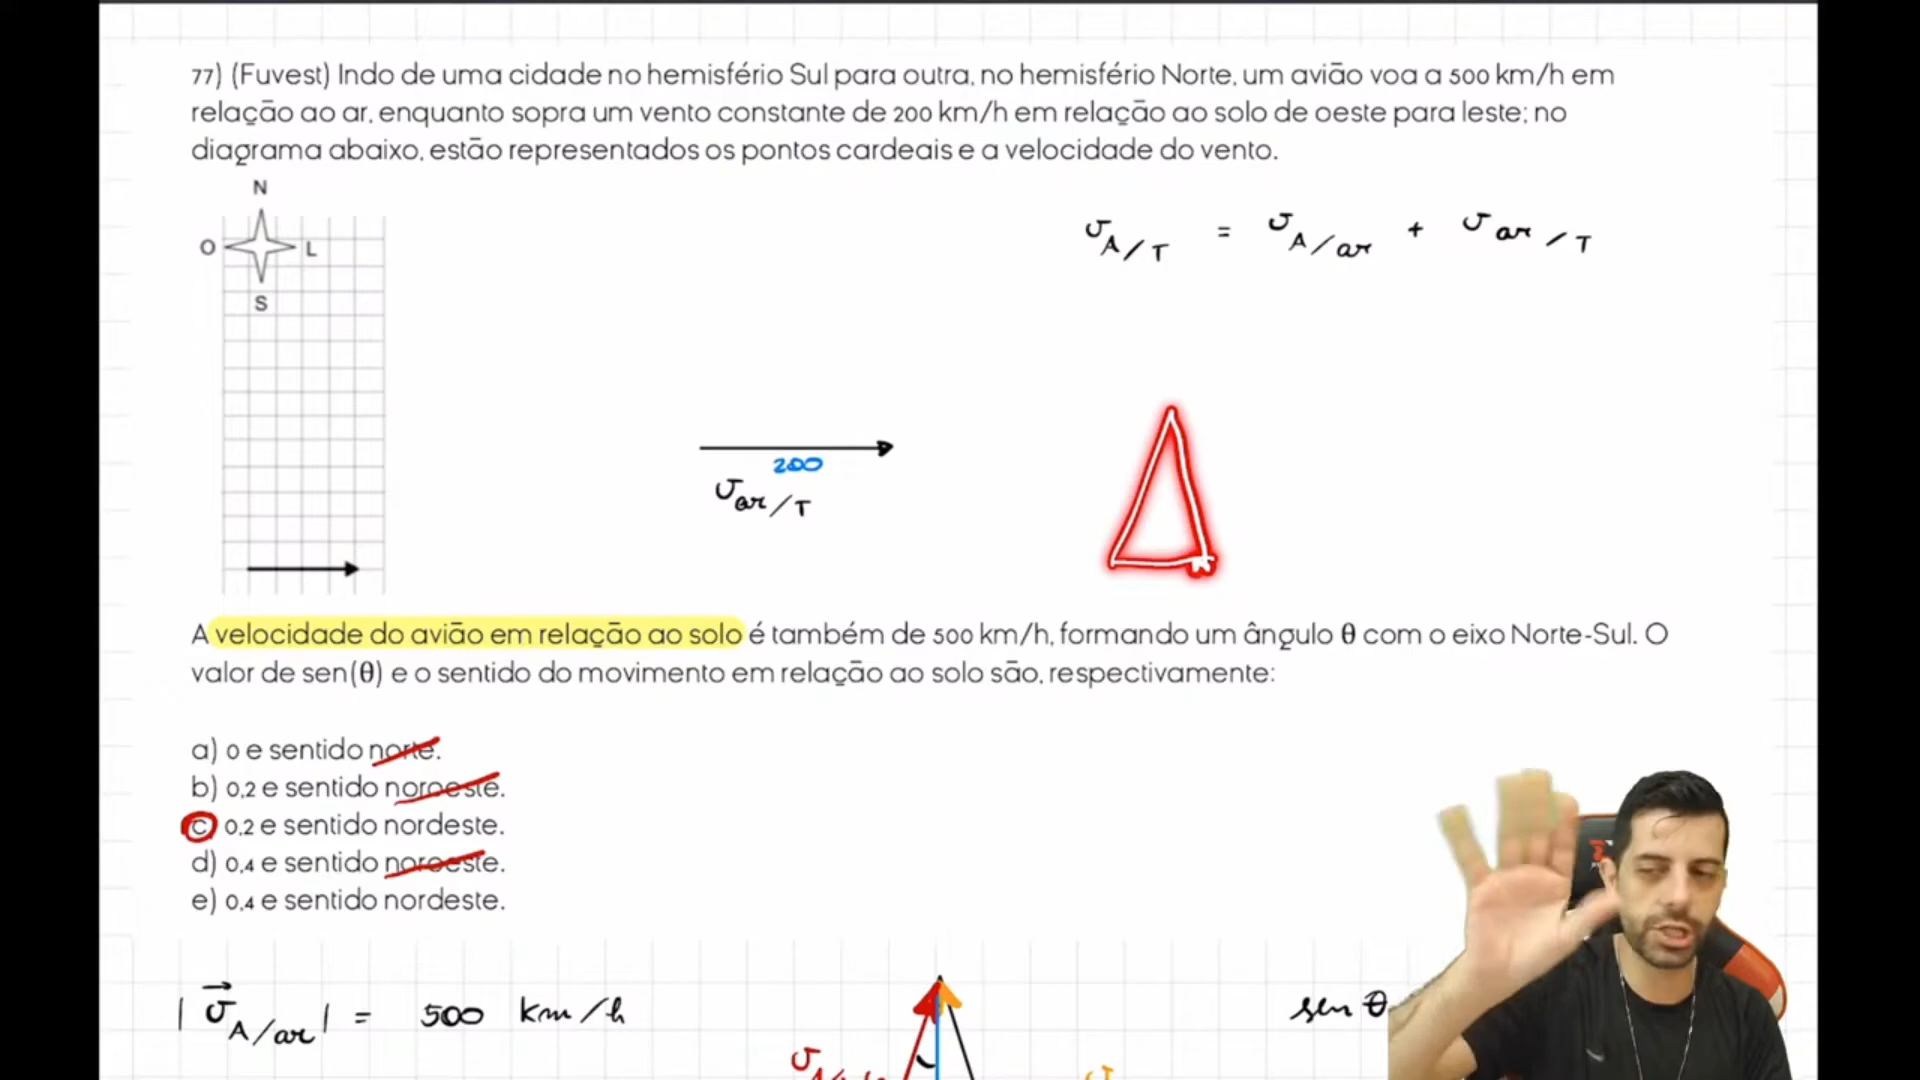 77) (Fuvest) Indo de uma cidade no hemisfério Sul para outra, no hemisfério Norte, um avião voa a 500 km/h em
relação ao ar, enquanto sopra um vento constante de 200 km/h em relação ao solo de oeste para leste; no
diagrama abaixo, estão representados os pontos cardeais e a velocidade do vento.
N
O L
S
v A/T = v A/ar + v ar/T
200
v ar/T
A velocidade do avião em relação ao solo é também de 500 km/h, formando um ângulo θ com o eixo Norte-Sul. O
valor de sen(θ) e o sentido do movimento em relação ao solo são, respectivamente:
a) 0 e sentido norte.
b) 0,2 e sentido noroeste.
c) 0,2 e sentido nordeste.
d) 0,4 e sentido noroeste.
e) 0,4 e sentido nordeste.
|v A/ar| = 500 km/h
sen θ